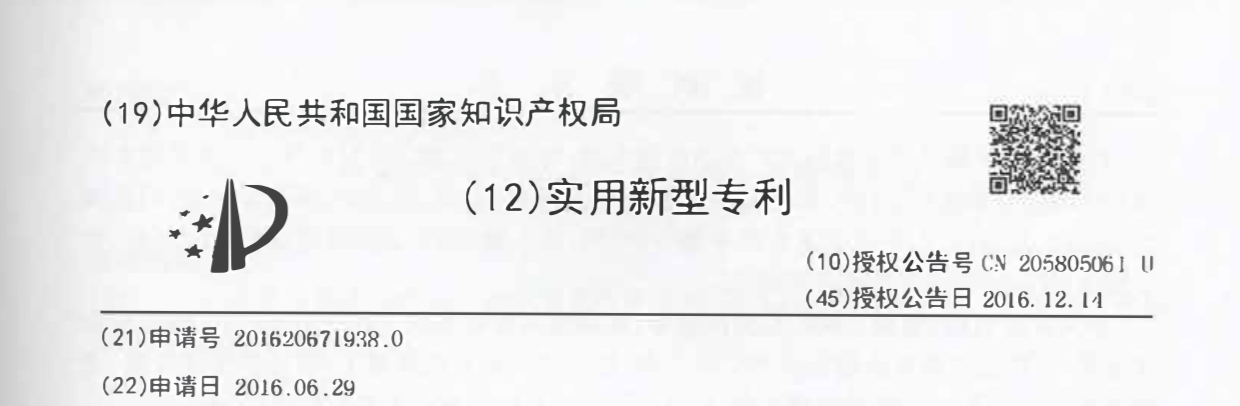 (19)中华人民共和国国家知识产权局
(12)实用新型专利
(10)授权公告号 CN 205805061 U
(45)授权公告日 2016.12.14
(21)申请号 201620671938.0
(22)申请日 2016.06.29